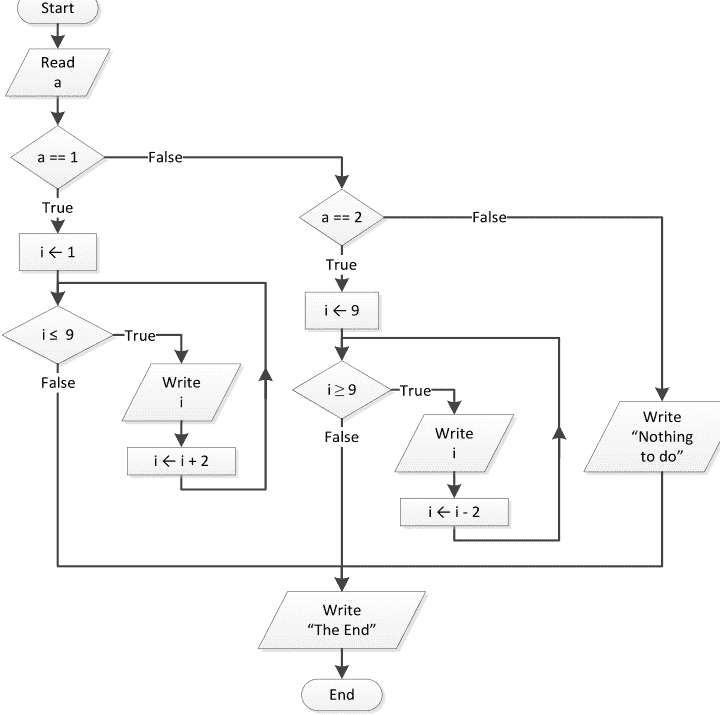 Start
Read
a
a == 1
False
True
a == 2
False
i ← 1
True
i ← 9
i ≤ 9
True
False
Write
i
i ← i + 2
i ≥ 9
True
False
Write
i
i ← i - 2
Write
“Nothing
to do”
Write
“The End”
End